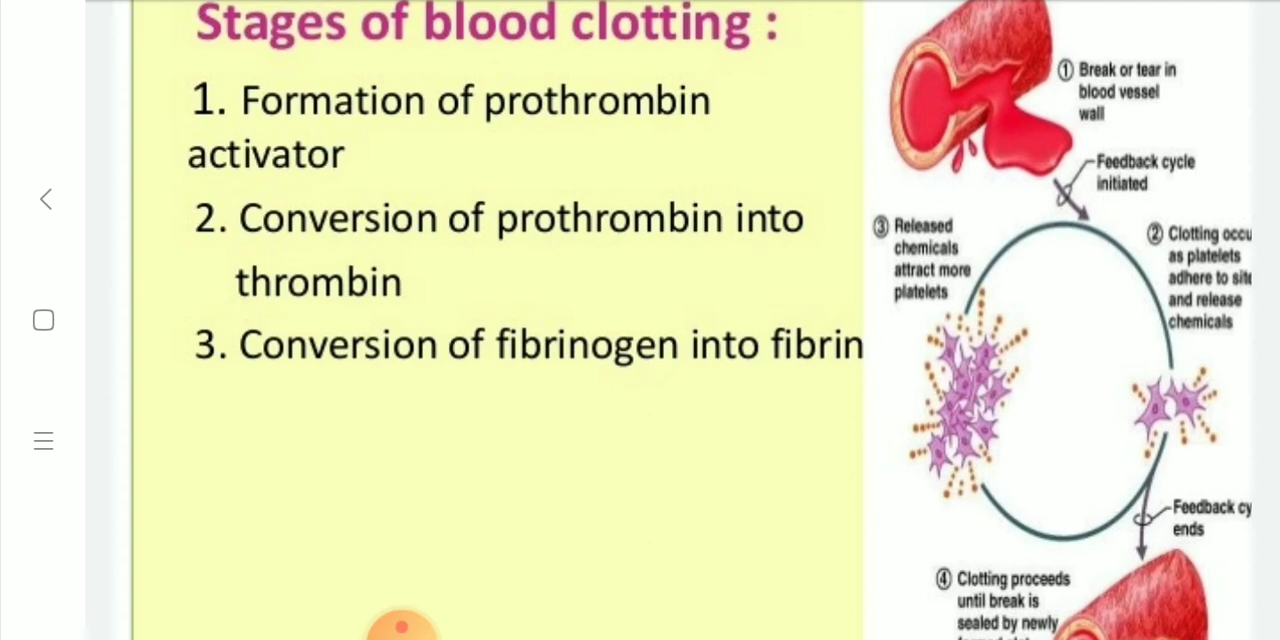 Stages of blood clotting :
1. Formation of prothrombin
activator
2. Conversion of prothrombin into
thrombin
3. Conversion of fibrinogen into fibrin
① Break or tear in
blood vessel
wall
Feedback cycle
initiated
③ Released
chemicals
attract more
platelets
② Clotting
as platelets
adhere to
and release
chemicals
Feedback
ends
④ Clotting proceeds
until break is
sealed by newly